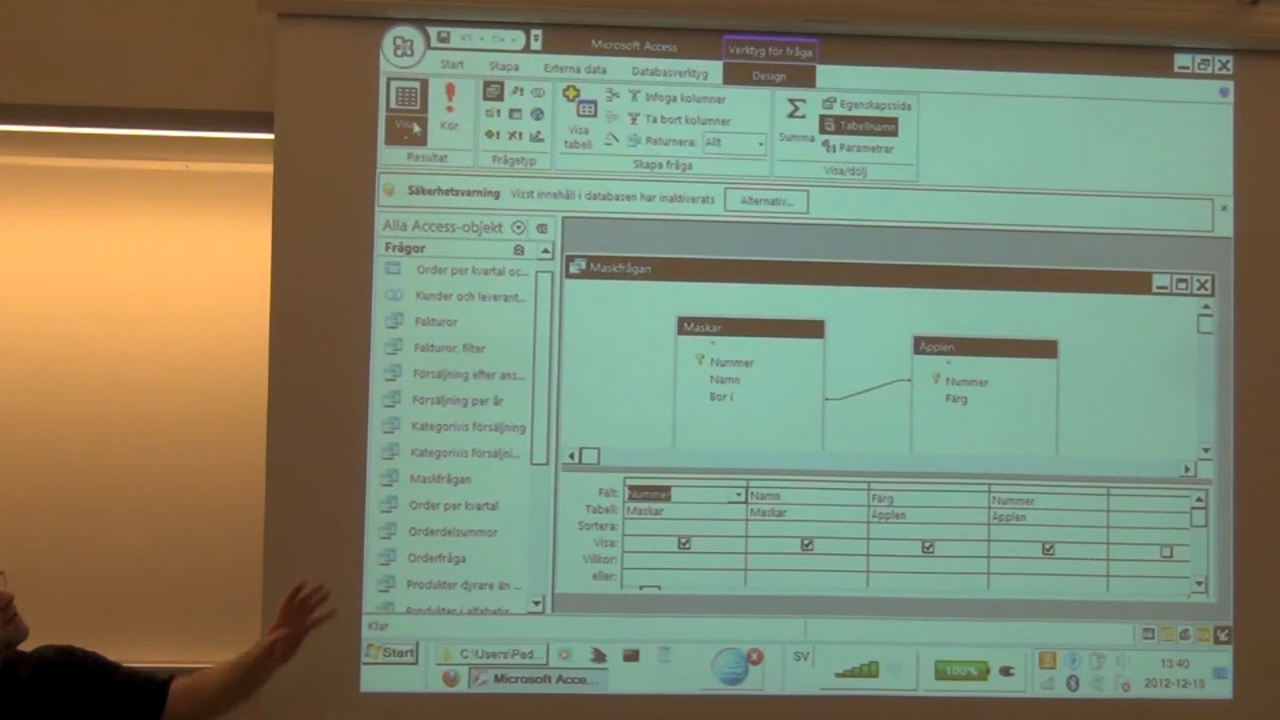 Microsoft Access
Verktyg för fråga
Start Skapa Externa data Databasverktyg Design
Visa Kör
Visa tabell
Infoga kolumner
Ta bort kolumner
Returnera: Allt
Summa
Egenskapssida
Tabellnamn
Parametrar
Resultat Frågetyp Skapa fråga Visa/dölj
Säkerhetsvarning Visst innehåll i databasen har inaktiverats Alternativ...
Alla Access-objekt
Frågor
Order per kvartal oc...
Kunder och leverant...
Fakturor
Fakturor, filter
Försäljning efter ans...
Försäljning per år
Kategorivis försäljning
Kategorivis försäljni...
Maskfrågan
Order per kvartal
Orderdelsummor
Orderfråga
Produkter dyrare än ...
Produkter i alfabetis
Maskfrågan
Maskar
Nummer
Namn
Bor i
Äpplen
Nummer
Färg
Fält: Nummer Namn Färg Nummer
Tabell: Maskar Maskar Äpplen Äpplen
Sortera:
Visa:
Villkor:
eller:
Klar
Start C:\Users\Pad... SV 100% 13:40
Microsoft Acce... 2012-12-18